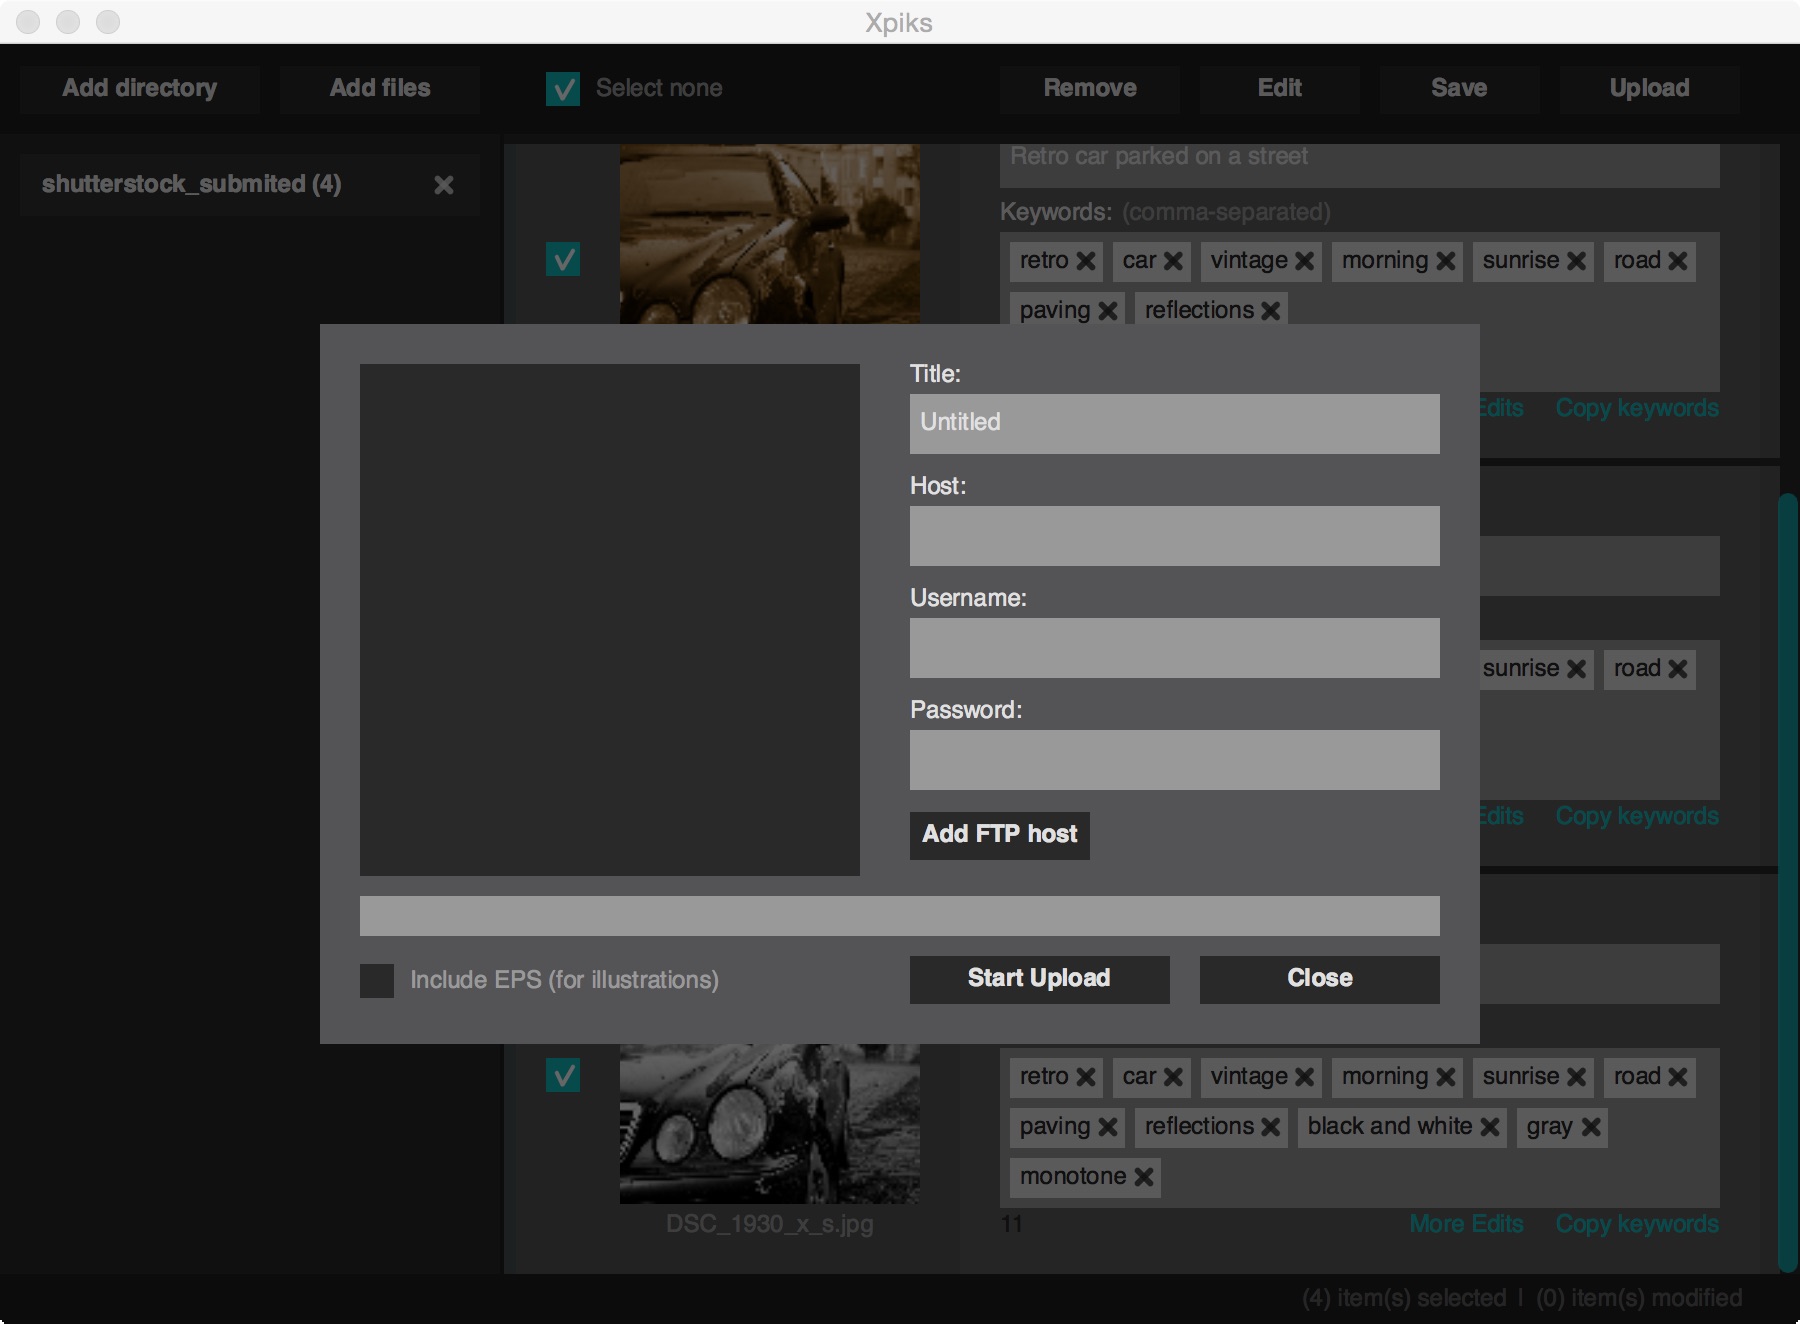 Xpiks
Add directory
Add files
Select none
Remove
Edit
Save
Upload
shutterstock_submited (4)
Retro car parked on a street
Keywords: (comma-separated)
retro car vintage morning sunrise road
paving reflections
Edits Copy keywords
Title:
Untitled
Host:
Username:
Password:
Add FTP host
sunrise road
Edits Copy keywords
Include EPS (for illustrations)
Start Upload
Close
retro car vintage morning sunrise road
paving reflections black and white gray
monotone
DSC_1930_x_s.jpg
11
More Edits Copy keywords
(4) item(s) selected | (0) item(s) modified